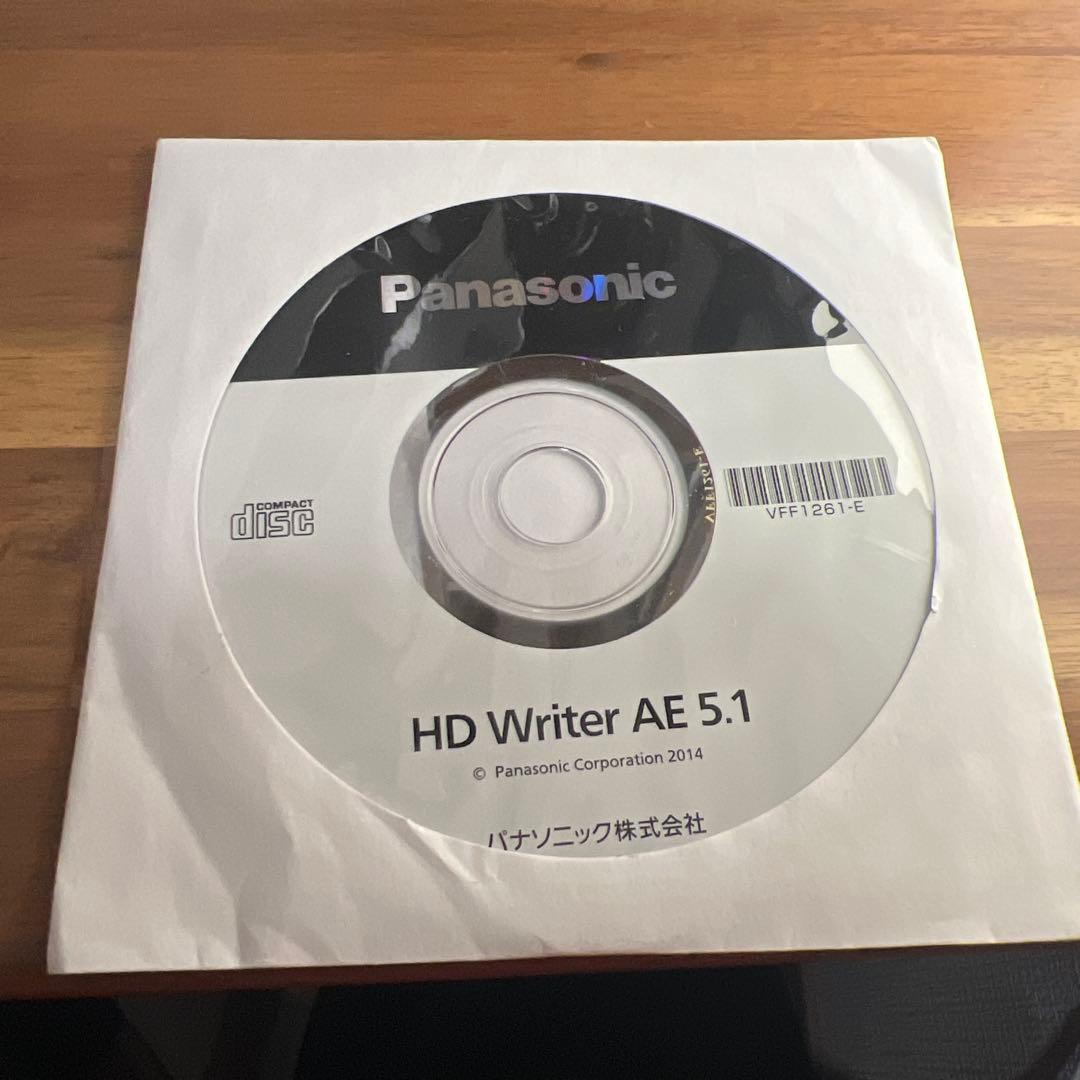 Panasonic
COMPACT
disc
VFF1261-E
HD Writer AE 5.1
© Panasonic Corporation 2014
パナソニック株式会社